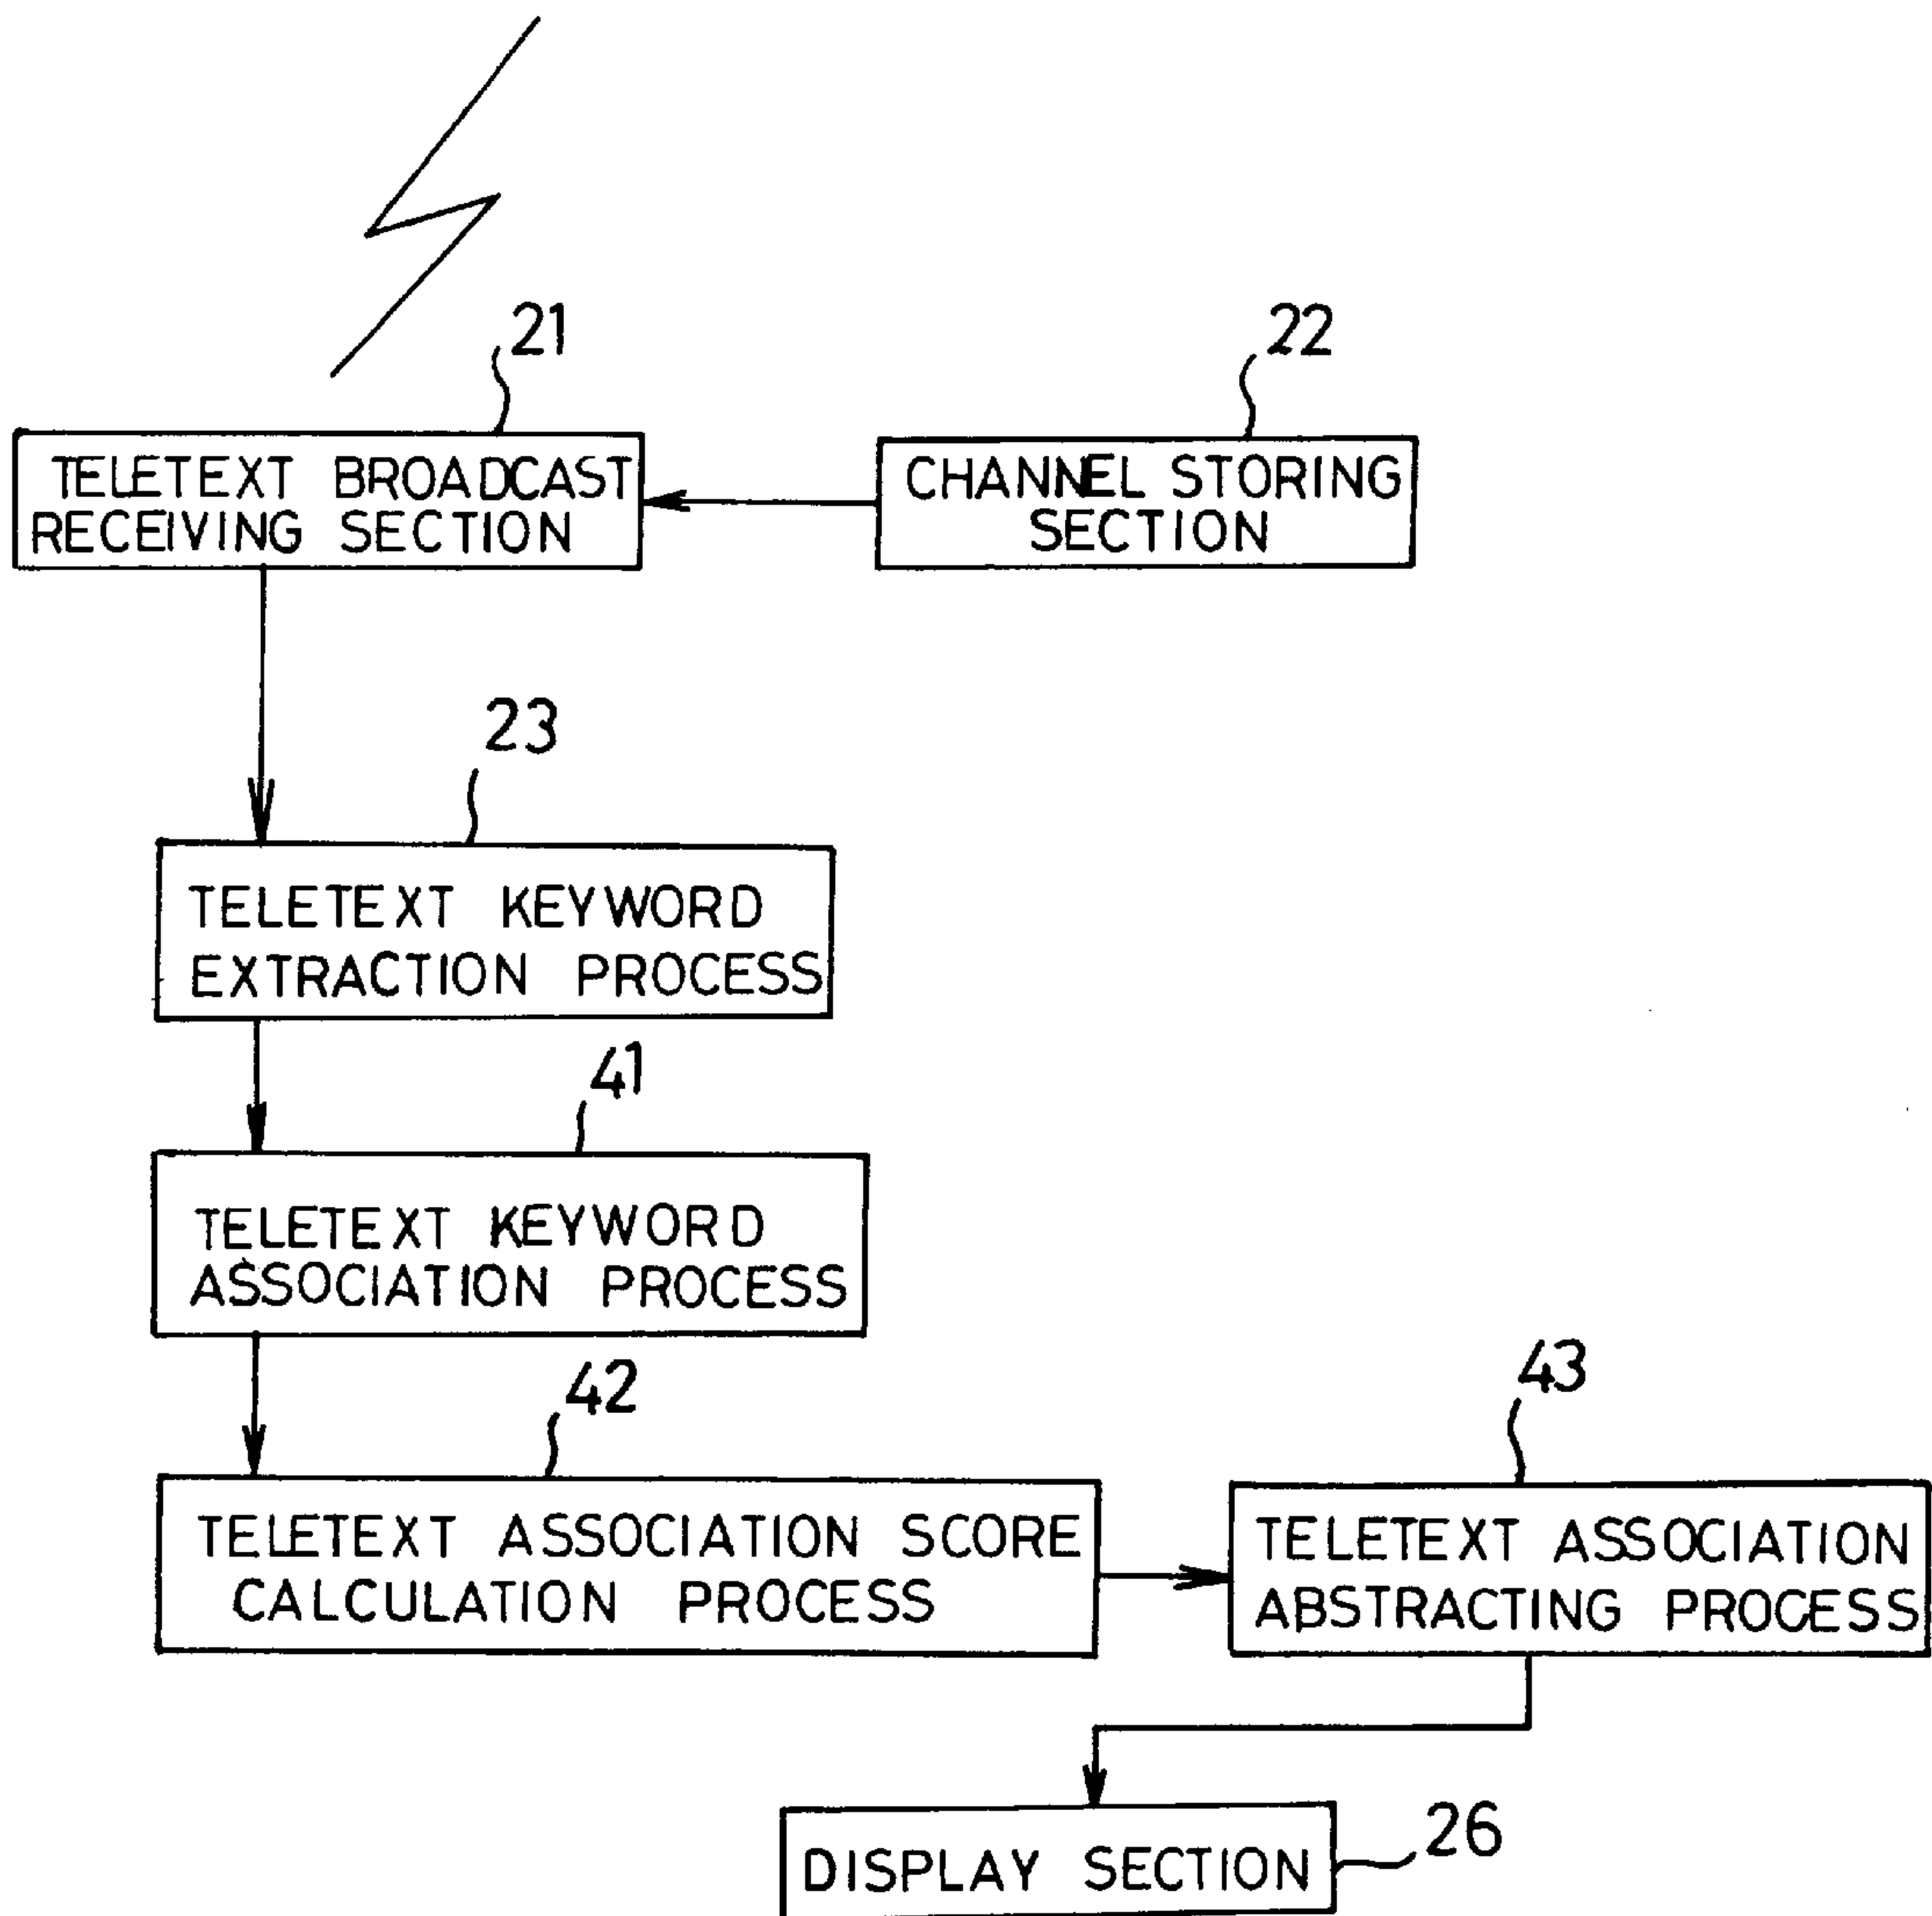 21
22
TELETEXT BROADCAST
RECEIVING SECTION
CHANNEL STORING
SECTION
23
TELETEXT KEYWORD
EXTRACTION PROCESS
41
TELETEXT KEYWORD
ASSOCIATION PROCESS
42
43
TELETEXT ASSOCIATION SCORE
CALCULATION PROCESS
TELETEXT ASSOCIATION
ABSTRACTING PROCESS
26
DISPLAY SECTION